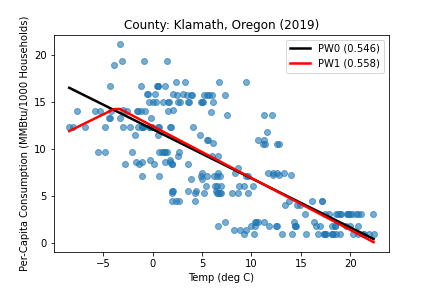 County: Klamath, Oregon (2019)
PW0 (0.546)
PW1 (0.558)
Per-Capita Consumption (MMBtu/1000 Households)
20
15
10
5
0
−5 0 5 10 15 20
Temp (deg C)